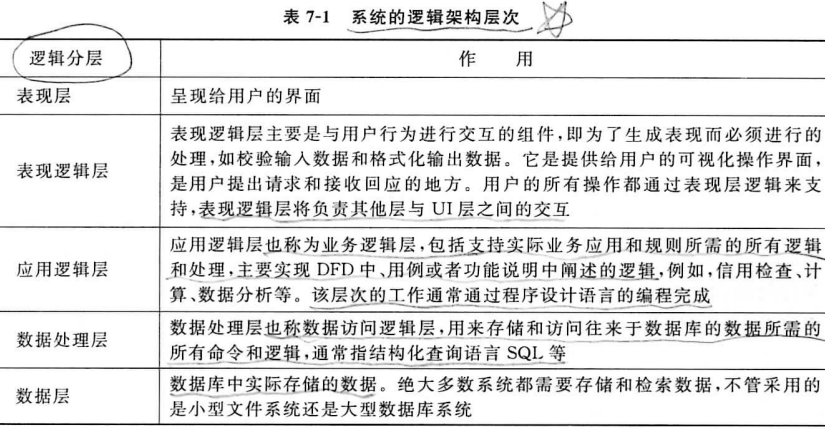 表 7-1 系统的逻辑架构层次
逻辑分层 作 用
表现层 呈现给用户的界面
表现逻辑层主要是与用户行为进行交互的组件,即为了生成表现而必须进行的
处理,如校验输入数据和格式化输出数据。它是提供给用户的可视化操作界面,
表现逻辑层
是用户提出请求和接收回应的地方。用户的所有操作都通过表现层逻辑来支
持,表现逻辑层将负责其他层与 UI 层之间的交互
应用逻辑层也称为业务逻辑层,包括支持实际业务应用和规则所需的所有逻辑
应用逻辑层 和处理,主要实现 DFD 中、用例或者功能说明中阐述的逻辑,例如,信用检查、计
算、数据分析等。该层次的工作通常通过程序设计语言的编程完成
数据处理层 数据处理层也称数据访问逻辑层,用来存储和访问往来于数据库的数据所需的
所有命令和逻辑,通常指结构化查询语言 SQL 等
数据层 数据库中实际存储的数据。绝大多数系统都需要存储和检索数据,不管采用的
是小型文件系统还是大型数据库系统